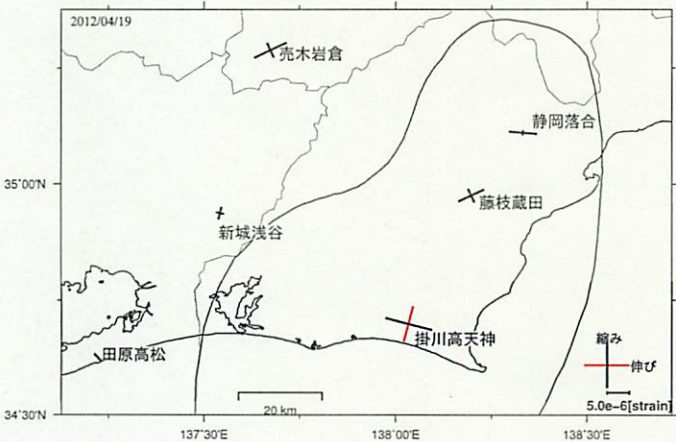 2012/04/19
売木岩倉
静岡落合
35°00'N
藤枝蔵田
新城浅谷
掛川高天神
田原高松
縮み
伸び
5.0e-6[strain]
20 km
34°30'N
137°30'E
138°00'E
138°30'E